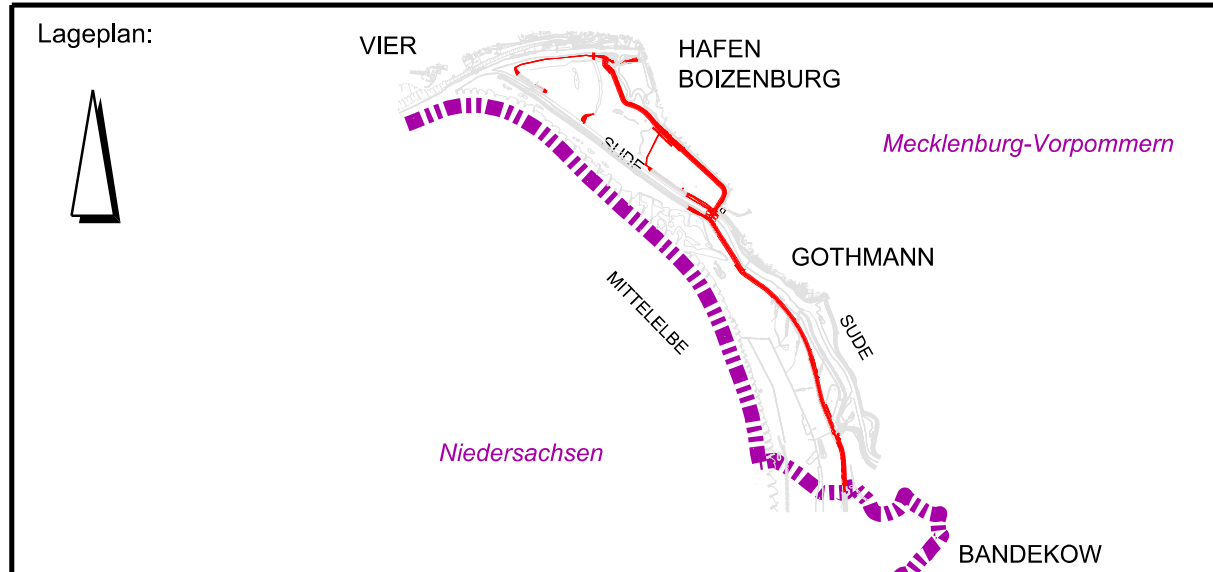 Lageplan:
VIER
HAFEN
BOIZENBURG
Mecklenburg-Vorpommern
SUDE
GOTHMANN
MITTELELBE
SUDE
Niedersachsen
BANDEKOW